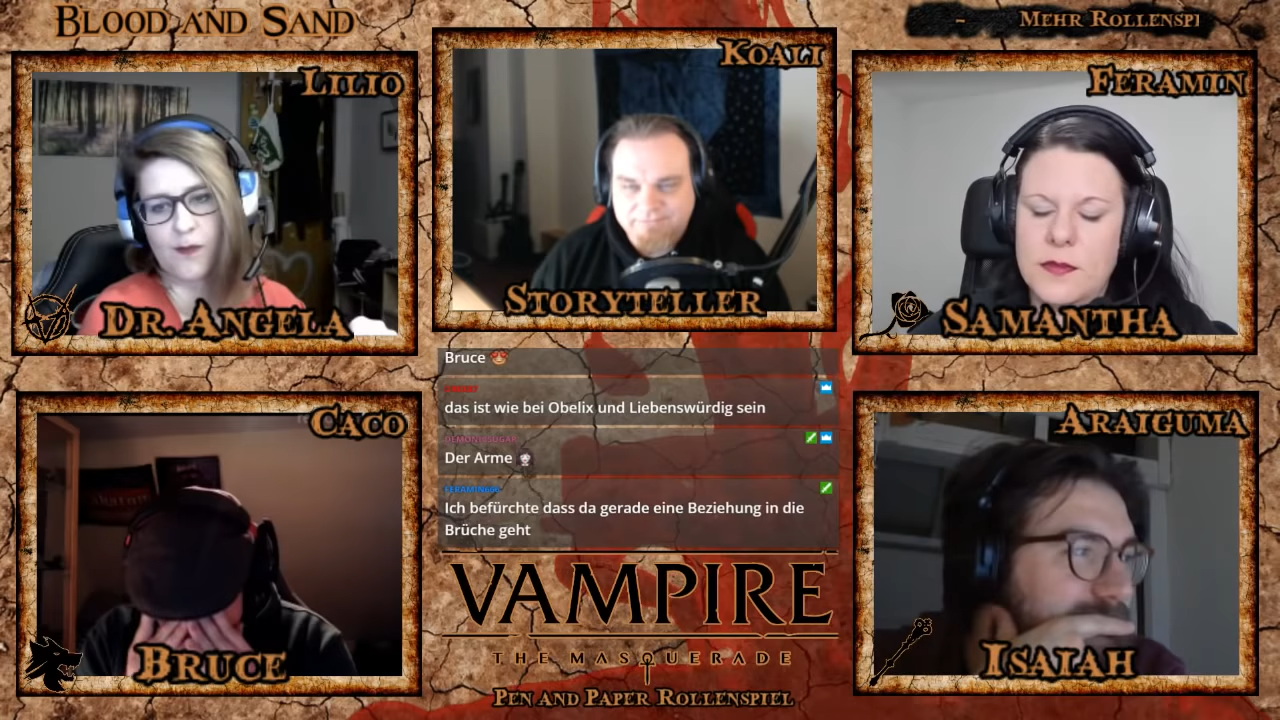 Blood and Sand
- Mehr Rollenspi
Lilio
Koali
Feramin
Dr. Angela
Storyteller
Samantha
Bruce
das ist wie bei Obelix und Liebenswürdig sein
Der Arme
Ich befürchte dass da gerade eine Beziehung in die
Brüche geht
Caco
Araiguma
Bruce
Isaiah
VAMPIRE
THE MASQUERADE
Pen and Paper Rollenspiel